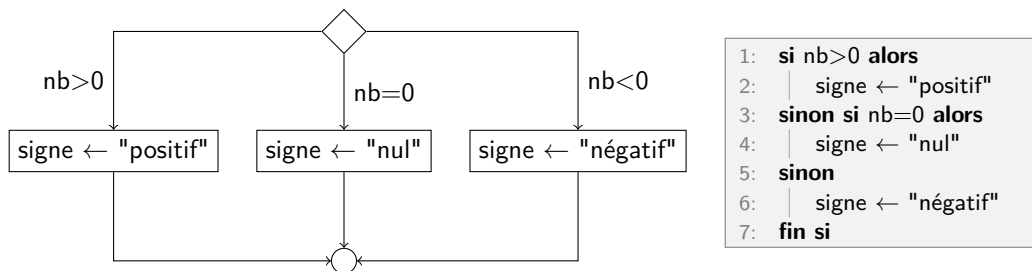 nb>0
nb=0
nb<0
signe ← "positif"
signe ← "nul"
signe ← "négatif"
1: si nb>0 alors
2: signe ← "positif"
3: sinon si nb=0 alors
4: signe ← "nul"
5: sinon
6: signe ← "négatif"
7: fin si